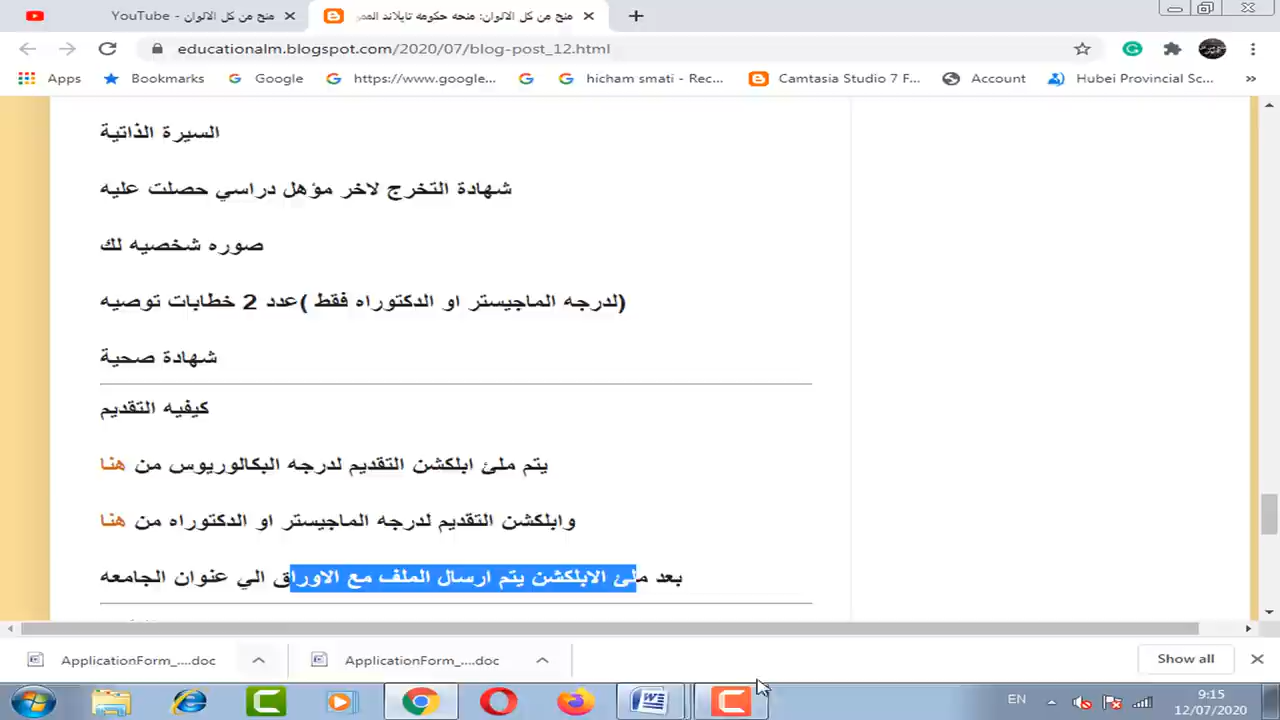 منح من كل الالوان - YouTube
منح من كل الالوان: منحه حكومه تايلاند
educationalm.blogspot.com/2020/07/blog-post_12.html
Apps Bookmarks Google https://www.google... hicham smati - Rec... Camtasia Studio 7 F... Account Hubei Provincial Sc... »
السيرة الذاتية
شهادة التخرج لاخر مؤهل دراسي حصلت عليه
صوره شخصيه لك
(لدرجه الماجيستر او الدكتوراه فقط )عدد 2 خطابات توصيه
شهادة صحية
كيفيه التقديم
يتم ملئ ابلكشن التقديم لدرجه البكالوريوس من هنا
وابلكشن التقديم لدرجه الماجيستر او الدكتوراه من هنا
بعد ملئ الابلكشن يتم ارسال الملف مع الاوراق الي عنوان الجامعه
ApplicationForm_....doc ApplicationForm_....doc Show all
EN 9:15
12/07/2020